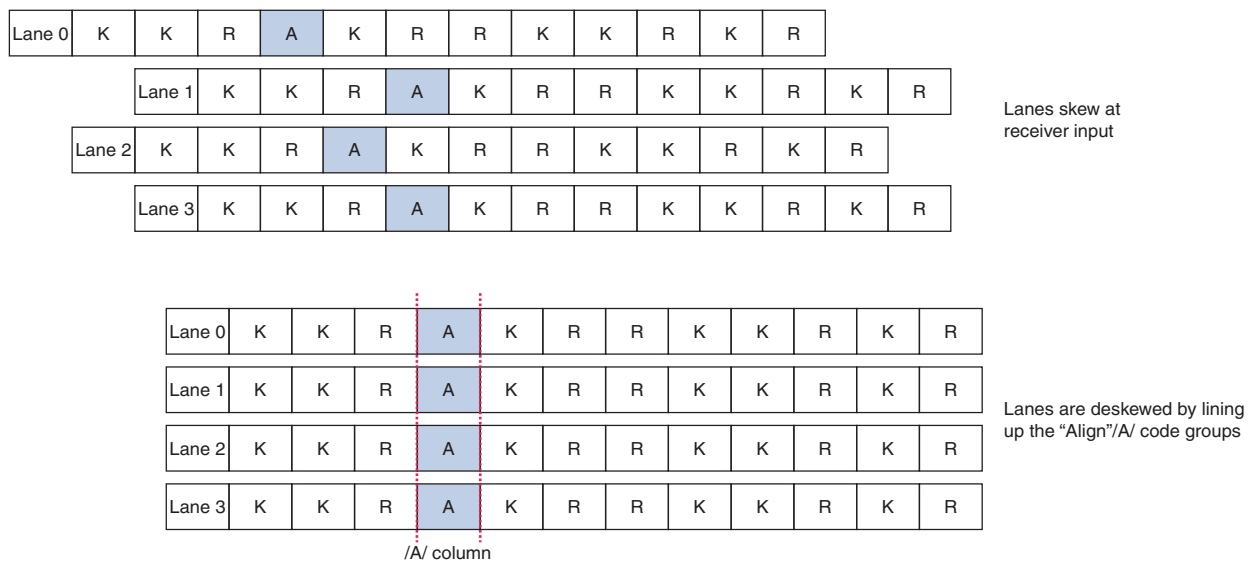 Lane 0 K K R A K R R K K R K R
Lane 1 K K R A K R R K K R K R
Lane 2 K K R A K R R K K R K R
Lane 3 K K R A K R R K K R K R
Lanes skew at
receiver input
Lane 0 K K R A K R R K K R K R
Lane 1 K K R A K R R K K R K R
Lane 2 K K R A K R R K K R K R
Lane 3 K K R A K R R K K R K R
/A/ column
Lanes are deskewed by lining
up the “Align”/A/ code groups